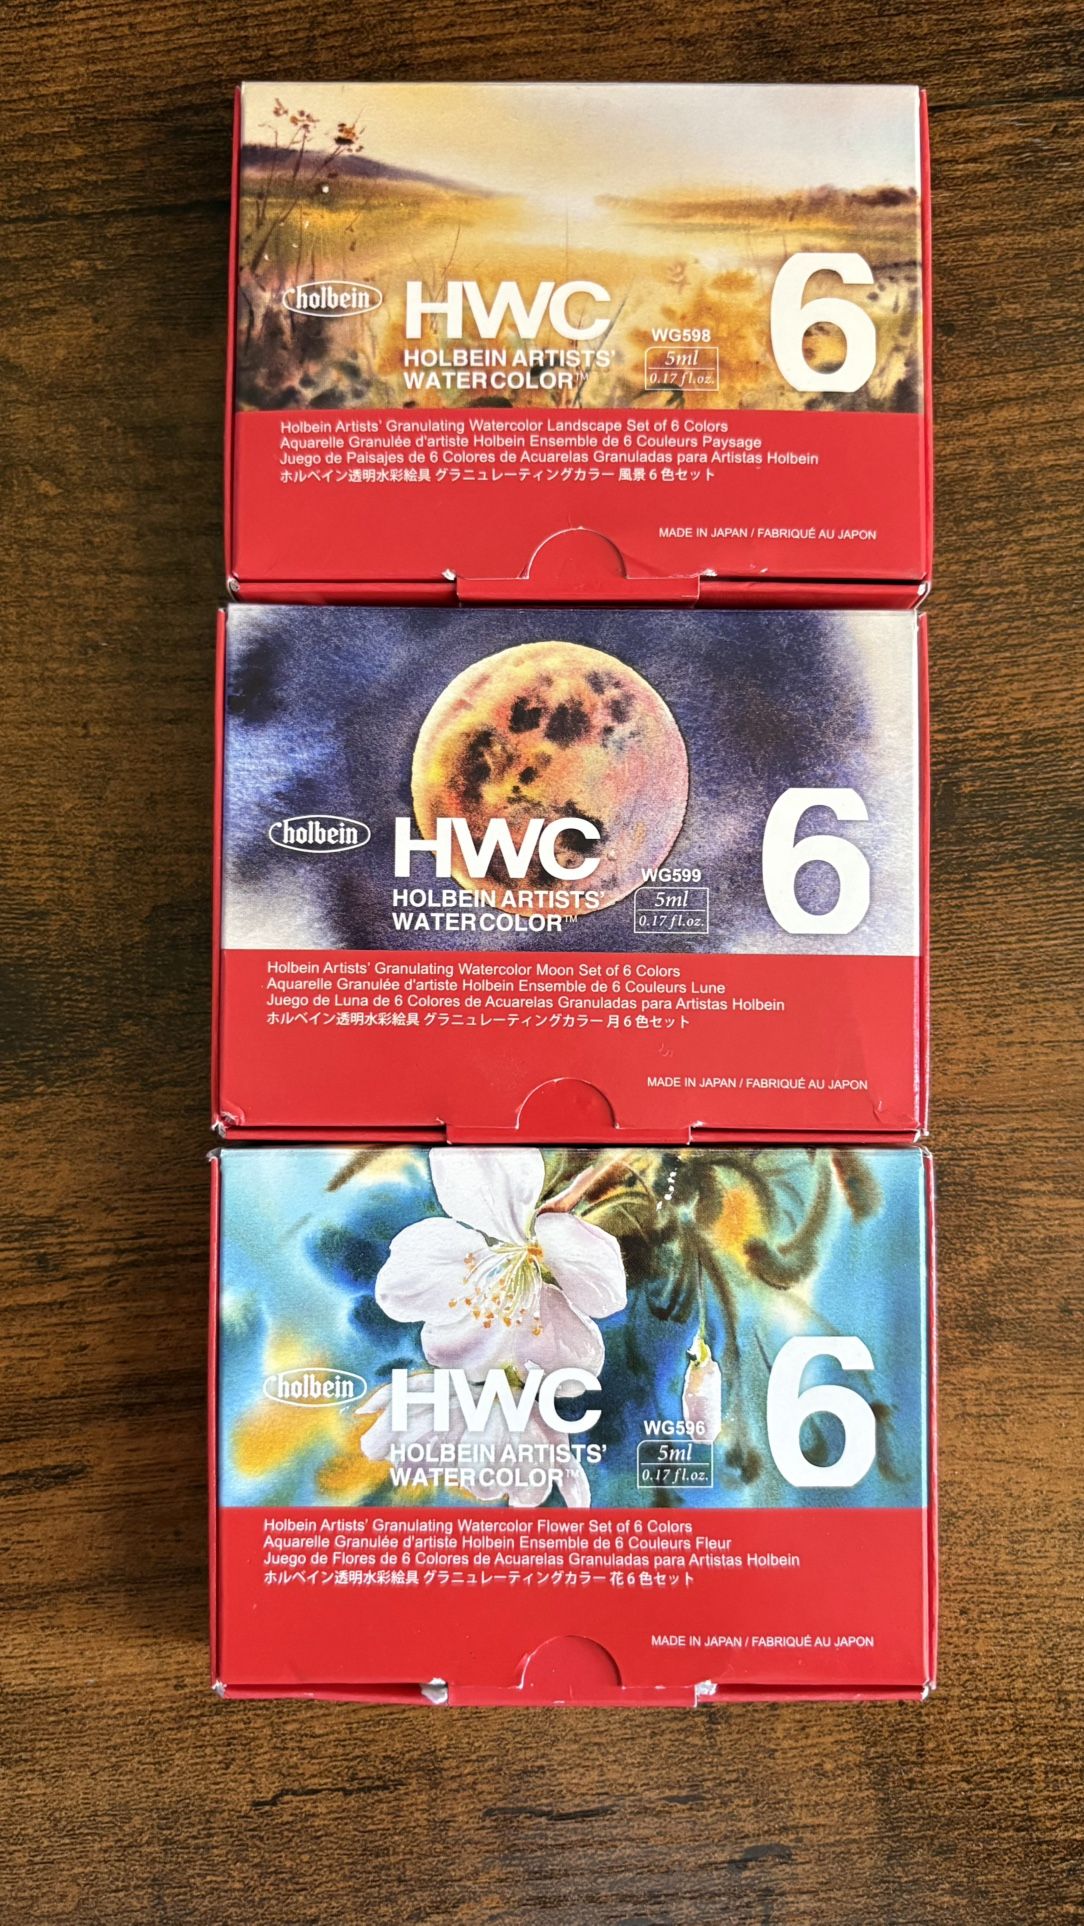 holbein
HWC
HOLBEIN ARTISTS'
WATER COLOR™
WG598
5ml
0.17 fl.oz.
6
Holbein Artists' Granulating Watercolor Landscape Set of 6 Colors
Aquarelle Granulée d'artiste Holbein Ensemble de 6 Couleurs Paysage
Juego de Paisajes de 6 Colores de Acuarelas Granuladas para Artistas Holbein
ホルベイン透明水彩絵具 グラニュレーティングカラー 風景6色セット
MADE IN JAPAN / FABRIQUÉ AU JAPON
holbein
HWC
HOLBEIN ARTISTS'
WATER COLOR™
WG599
5ml
0.17 fl.oz.
6
Holbein Artists' Granulating Watercolor Moon Set of 6 Colors
Aquarelle Granulée d'artiste Holbein Ensemble de 6 Couleurs Lune
Juego de Luna de 6 Colores de Acuarelas Granuladas para Artistas Holbein
ホルベイン透明水彩絵具 グラニュレーティングカラー 月6色セット
MADE IN JAPAN / FABRIQUÉ AU JAPON
holbein
HWC
HOLBEIN ARTISTS'
WATER COLOR™
WG596
5ml
0.17 fl.oz.
6
Holbein Artists' Granulating Watercolor Flower Set of 6 Colors
Aquarelle Granulée d'artiste Holbein Ensemble de 6 Couleurs Fleur
Juego de Flores de 6 Colores de Acuarelas Granuladas para Artistas Holbein
ホルベイン透明水彩絵具 グラニュレーティングカラー 花6色セット
MADE IN JAPAN / FABRIQUÉ AU JAPON